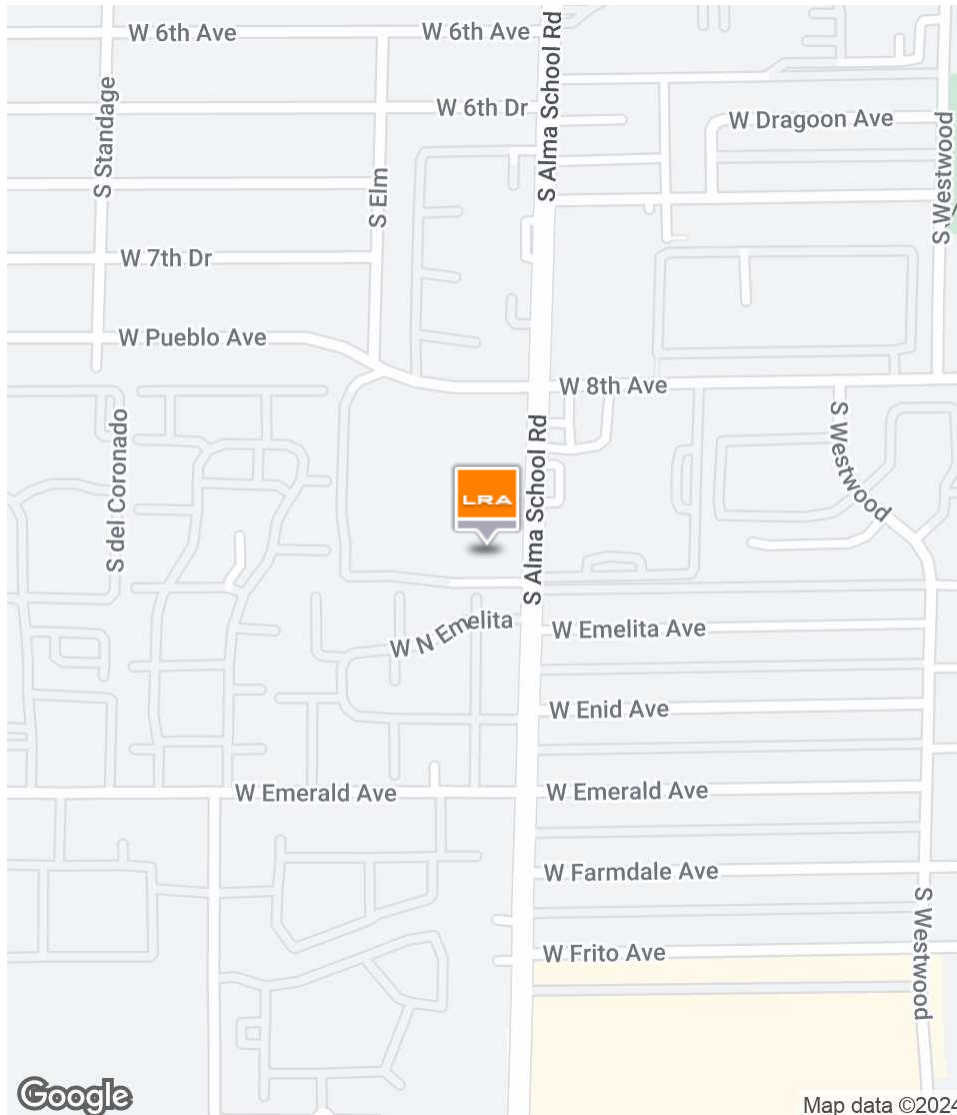 W 6th Ave
W 6th Ave
S Alma School Rd
S Standage
W 6th Dr
W Dragoon Ave
S Westwood
S Elm
W 7th Dr
W Pueblo Ave
W 8th Ave
S del Coronado
S Westwood
LRA
S Alma School Rd
W N Emelita
W Emelita Ave
W Enid Ave
W Emerald Ave
W Emerald Ave
W Farmdale Ave
S Westwood
W Frito Ave
Google
Map data ©2024